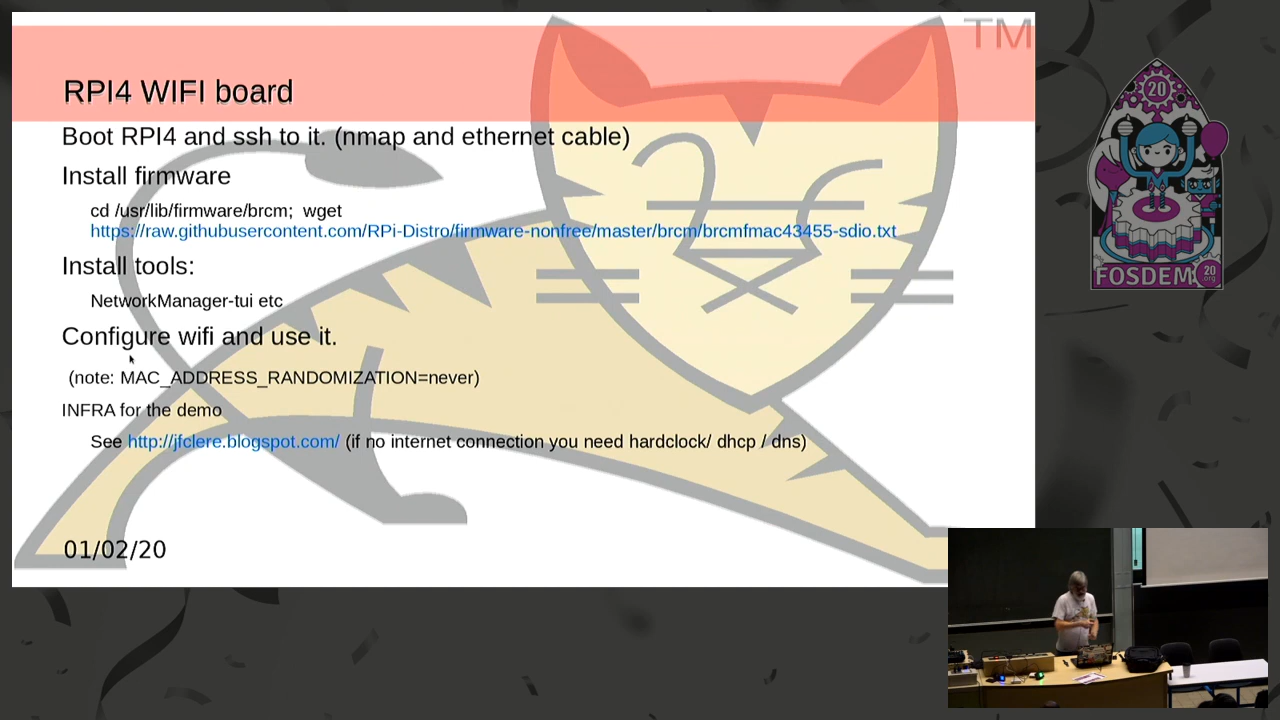 TM
RPI4 WIFI board
Boot RPI4 and ssh to it. (nmap and ethernet cable)
Install firmware
cd /usr/lib/firmware/brcm;  wget
https://raw.githubusercontent.com/RPi-Distro/firmware-nonfree/master/brcm/brcmfmac43455-sdio.txt
Install tools:
NetworkManager-tui etc
Configure wifi and use it.
(note: MAC_ADDRESS_RANDOMIZATION=never)
INFRA for the demo
See http://jfclere.blogspot.com/ (if no internet connection you need hardclock/ dhcp / dns)
01/02/20
20
FOSDEM
20
.org